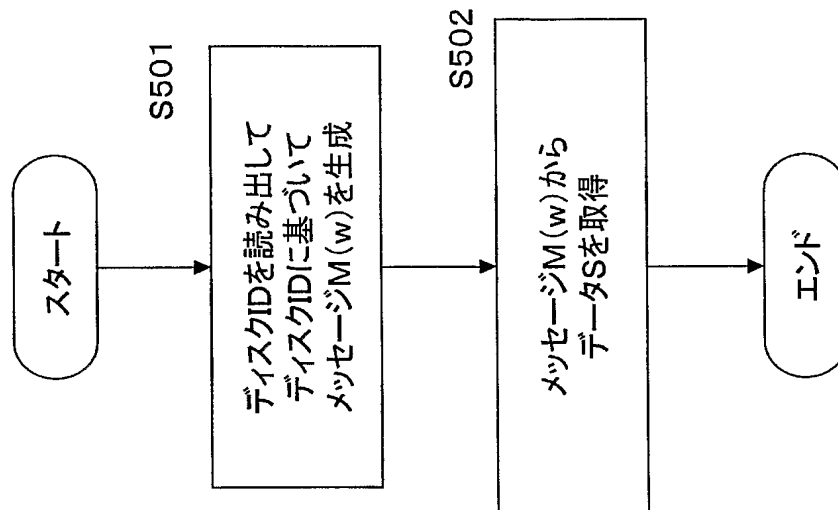 スタート
S501
ディスクIDを読み出して
ディスクIDに基づいて
メッセージM(w)を生成
S502
メッセージM(w)から
データSを取得
エンド